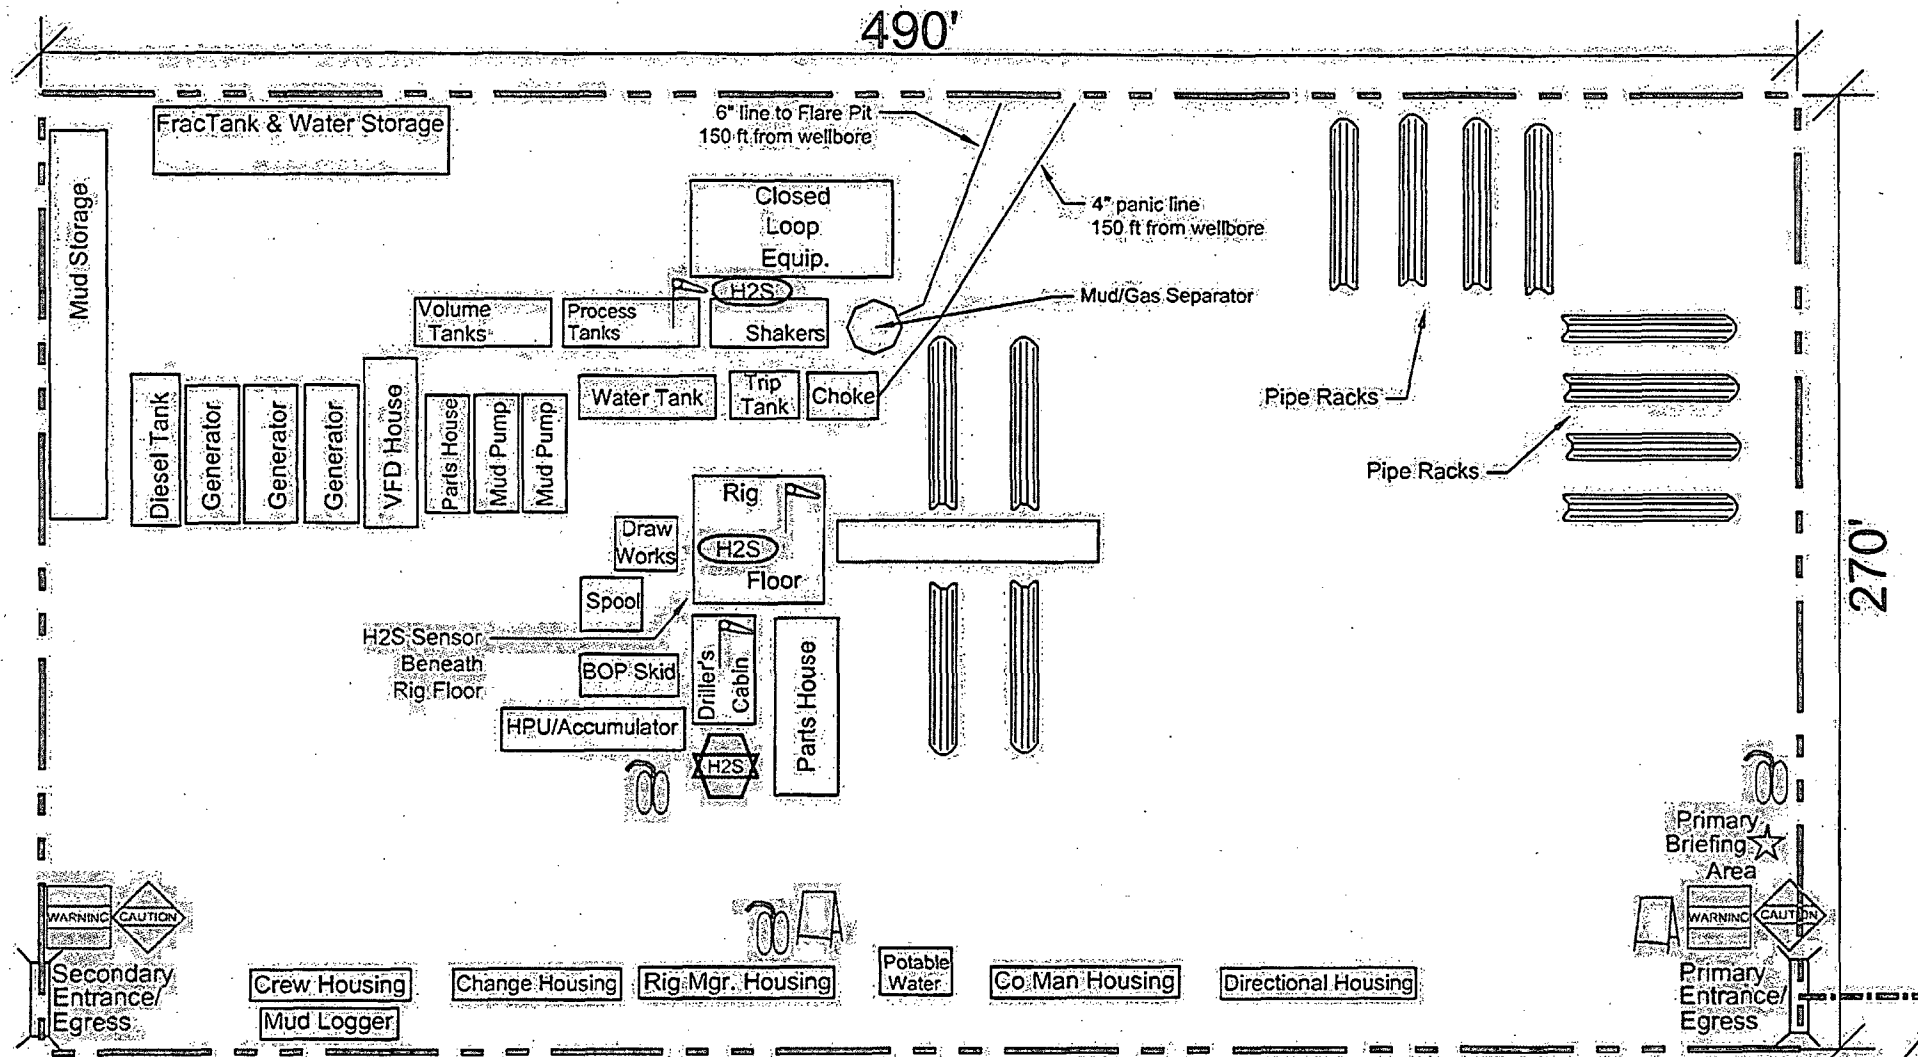 490'
FracTank & Water Storage
6" line to Flare Pit
150 ft from wellbore
Mud Storage
Closed
Loop
Equip.
4" panic line
150 ft from wellbore
H2S
Mud/Gas Separator
Volume
Tanks
Process
Tanks
Shakers
Diesel Tank
Generator
Generator
Generator
VFD House
Parts House
Mud Pump
Mud Pump
Water Tank
Trip
Tank
Choke
Pipe Racks
Pipe Racks
270'
Rig
H2S
Floor
Draw
Works
Spool
H2S Sensor
Beneath
Rig Floor
BOP Skid
Driller's
Cabin
Parts House
HPU/Accumulator
H2S
Primary
Briefing
Area
WARNING
CAUTION
WARNING
CAUTION
Secondary
Entrance/
Egress
Crew Housing
Mud Logger
Change Housing
Rig Mgr. Housing
Potable
Water
Co Man Housing
Directional Housing
Primary
Entrance/
Egress